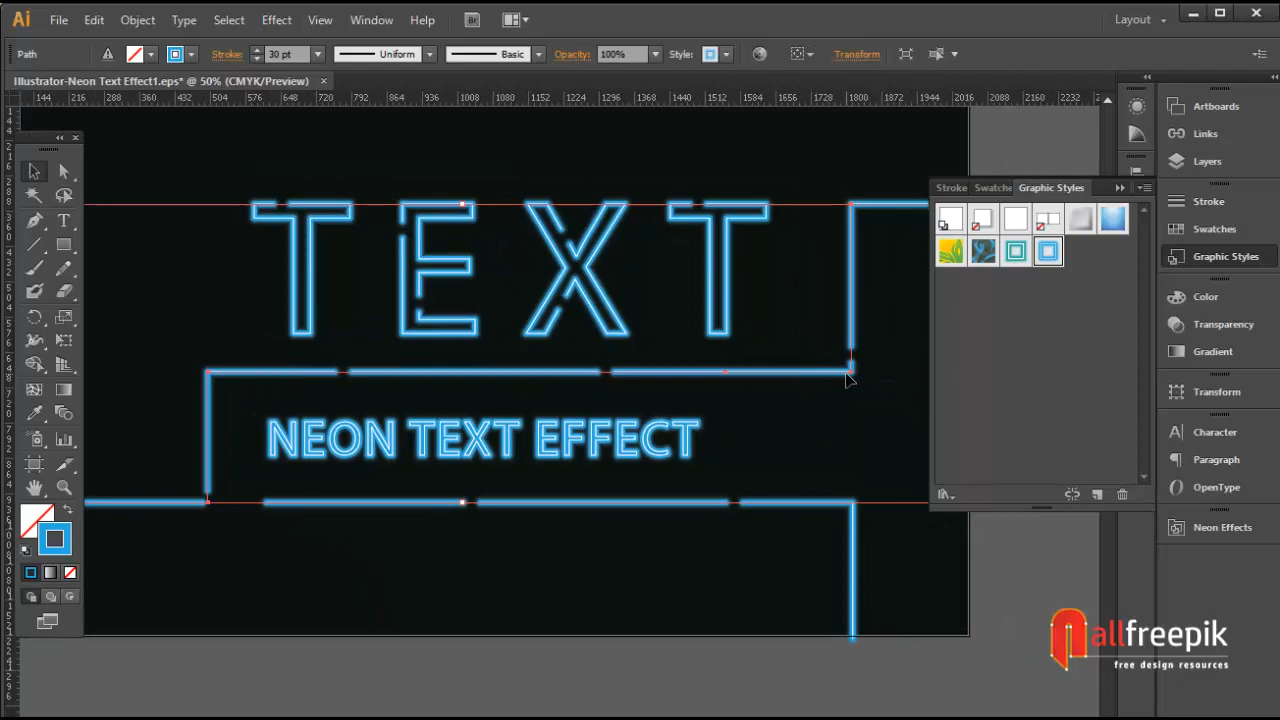 Ai File Edit Object Type Select Effect View Window Help Br Layout
Path Stroke: 30 pt Uniform Basic Opacity: 100% Style: Transform
Illustrator-Neon Text Effect1.eps* @ 50% (CMYK/Preview)
144 216 288 360 432 504 576 648 720 792 864 936 1008 1080 1152 1224 1296 1368 1440 1512 1584 1656 1728 1800 1872 1944 2016 2088 2160 2232
Artboards
Links
Layers
Stroke Swatche Graphic Styles
Stroke
Swatches
Graphic Styles
Color
Transparency
Gradient
Transform
Character
Paragraph
OpenType
Neon Effects
TEXT
NEON TEXT EFFECT
allfreepik
free design resources